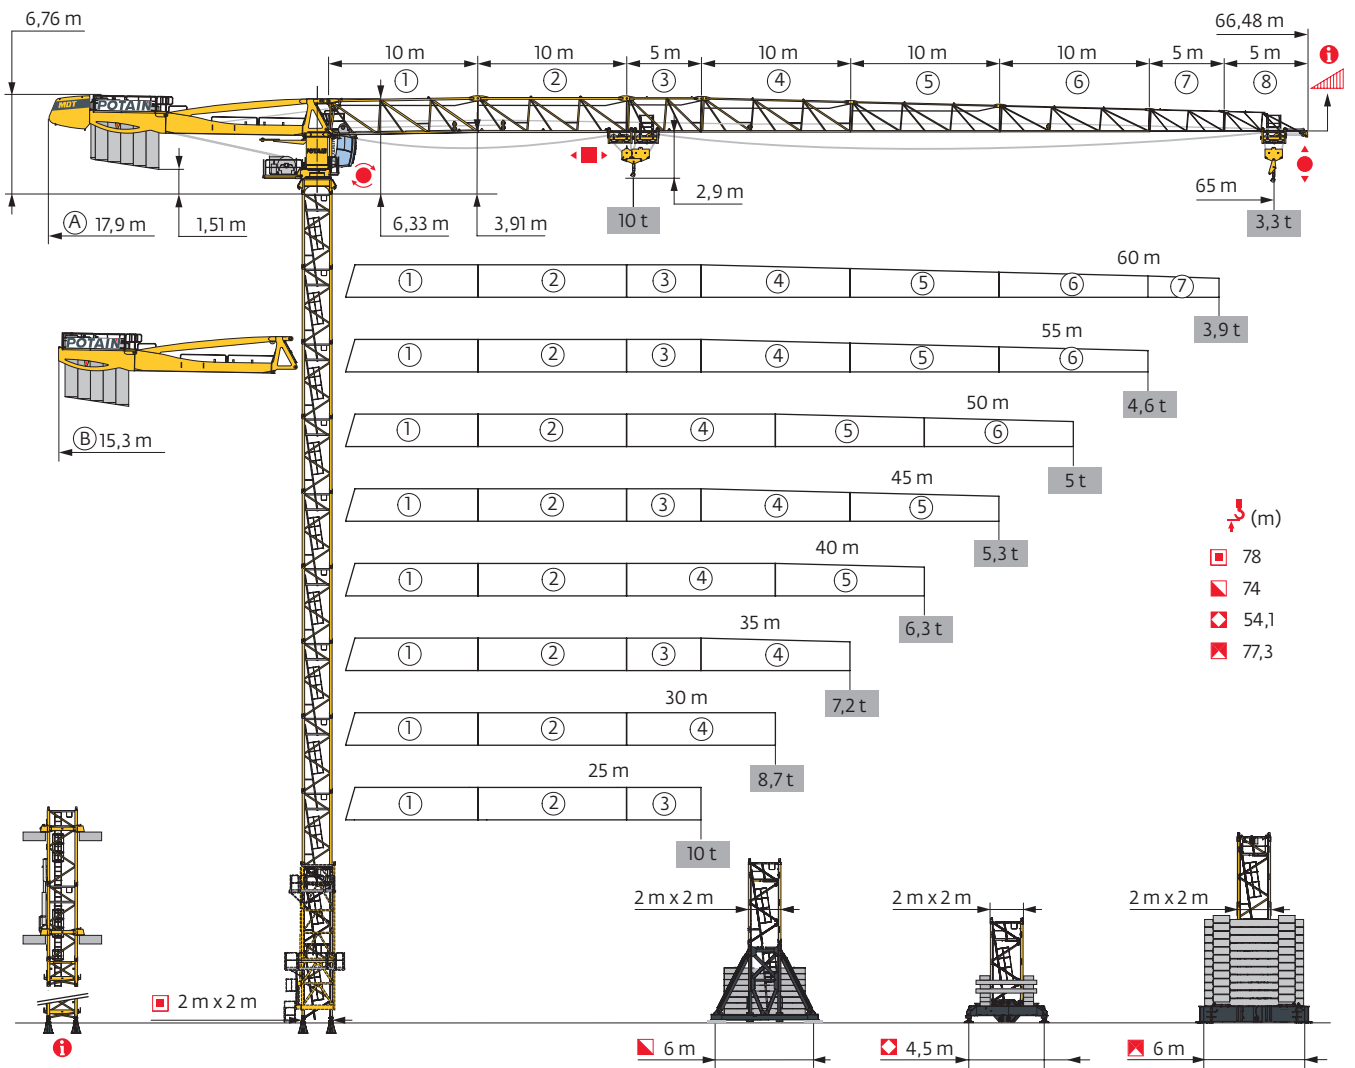 6,76 m
66,48 m
10 m 10 m 5 m 10 m 10 m 10 m 5 m 5 m
1 2 3 4 5 6 7 8
i
MDT POTAIN
POTAIN
2,9 m
65 m
A 17,9 m
1,51 m
6,33 m
3,91 m
10 t
3,3 t
60 m
1 2 3 4 5 6 7
3,9 t
POTAIN
55 m
1 2 3 4 5 6
4,6 t
B 15,3 m
50 m
1 2 4 5 6
5 t
45 m
1 2 3 4 5
5,3 t
(m)
78
74
54,1
77,3
40 m
1 2 4 5
6,3 t
35 m
1 2 3 4
7,2 t
30 m
1 2 4
8,7 t
25 m
1 2 3
10 t
2 m x 2 m
2 m x 2 m
2 m x 2 m
2 m x 2 m
i
6 m
4,5 m
6 m